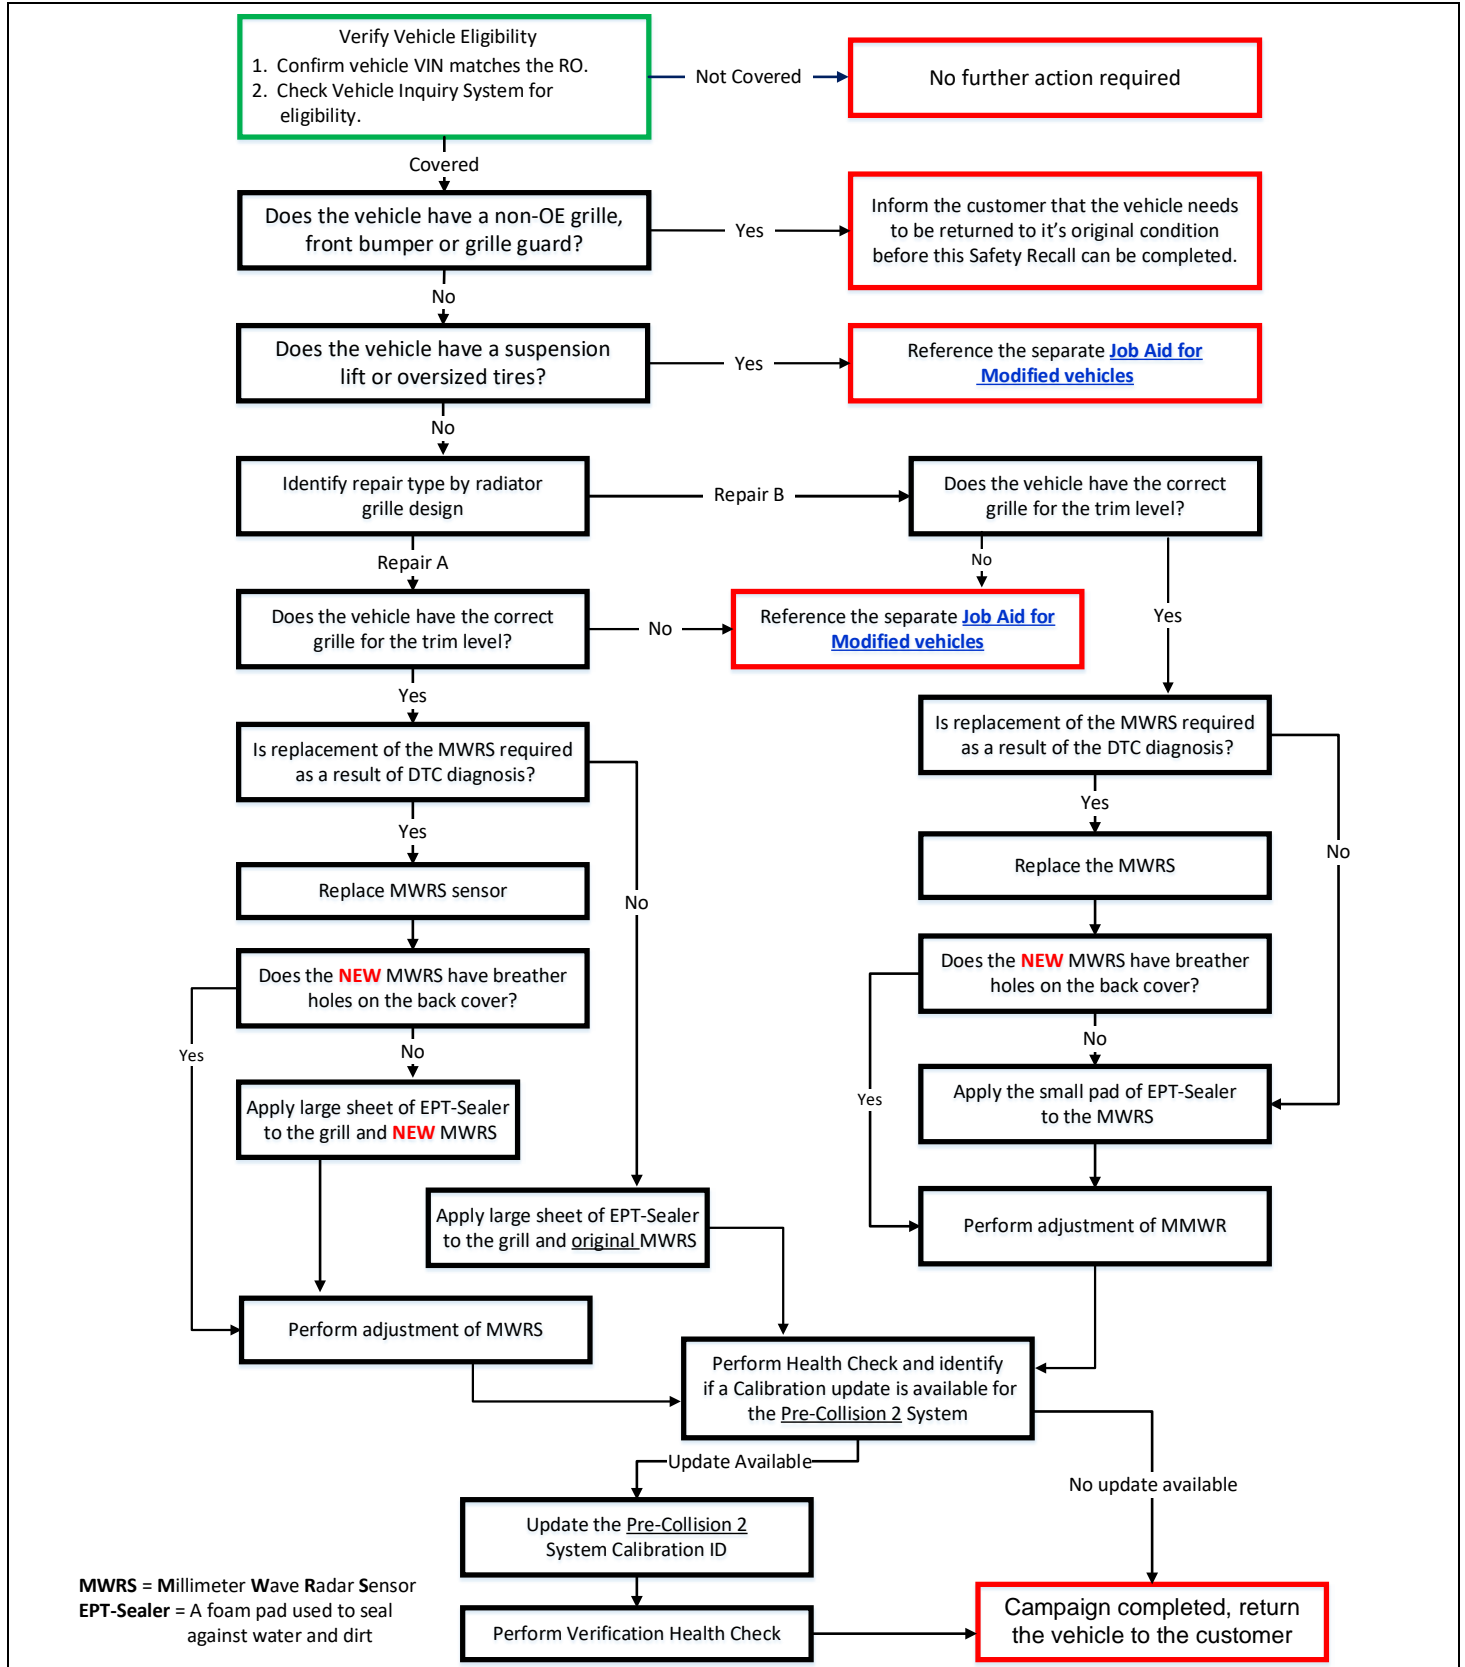 Verify Vehicle Eligibility
1. Confirm vehicle VIN matches the RO.
2. Check Vehicle Inquiry System for
eligibility.
Not Covered
No further action required
Covered
Does the vehicle have a non-OE grille,
front bumper or grille guard?
Yes
Inform the customer that the vehicle needs
to be returned to it’s original condition
before this Safety Recall can be completed.
No
Does the vehicle have a suspension
lift or oversized tires?
Yes
Reference the separate Job Aid for
Modified vehicles
No
Identify repair type by radiator
grille design
Repair B
Does the vehicle have the correct
grille for the trim level?
Repair A
No
Does the vehicle have the correct
grille for the trim level?
No
Reference the separate Job Aid for
Modified vehicles
Yes
Yes
Is replacement of the MWRS required
as a result of DTC diagnosis?
Is replacement of the MWRS required
as a result of the DTC diagnosis?
Yes
Yes
No
Replace MWRS sensor
No
Replace the MWRS
Does the NEW MWRS have breather
holes on the back cover?
Does the NEW MWRS have breather
holes on the back cover?
Yes
No
No
Apply large sheet of EPT-Sealer
to the grill and NEW MWRS
Yes
Apply the small pad of EPT-Sealer
to the MWRS
Apply large sheet of EPT-Sealer
to the grill and original MWRS
Perform adjustment of MMWR
Perform adjustment of MWRS
Perform Health Check and identify
if a Calibration update is available for
the Pre-Collision 2 System
Update Available
No update available
Update the Pre-Collision 2
System Calibration ID
MWRS = Millimeter Wave Radar Sensor
EPT-Sealer = A foam pad used to seal
against water and dirt
Perform Verification Health Check
Campaign completed, return
the vehicle to the customer